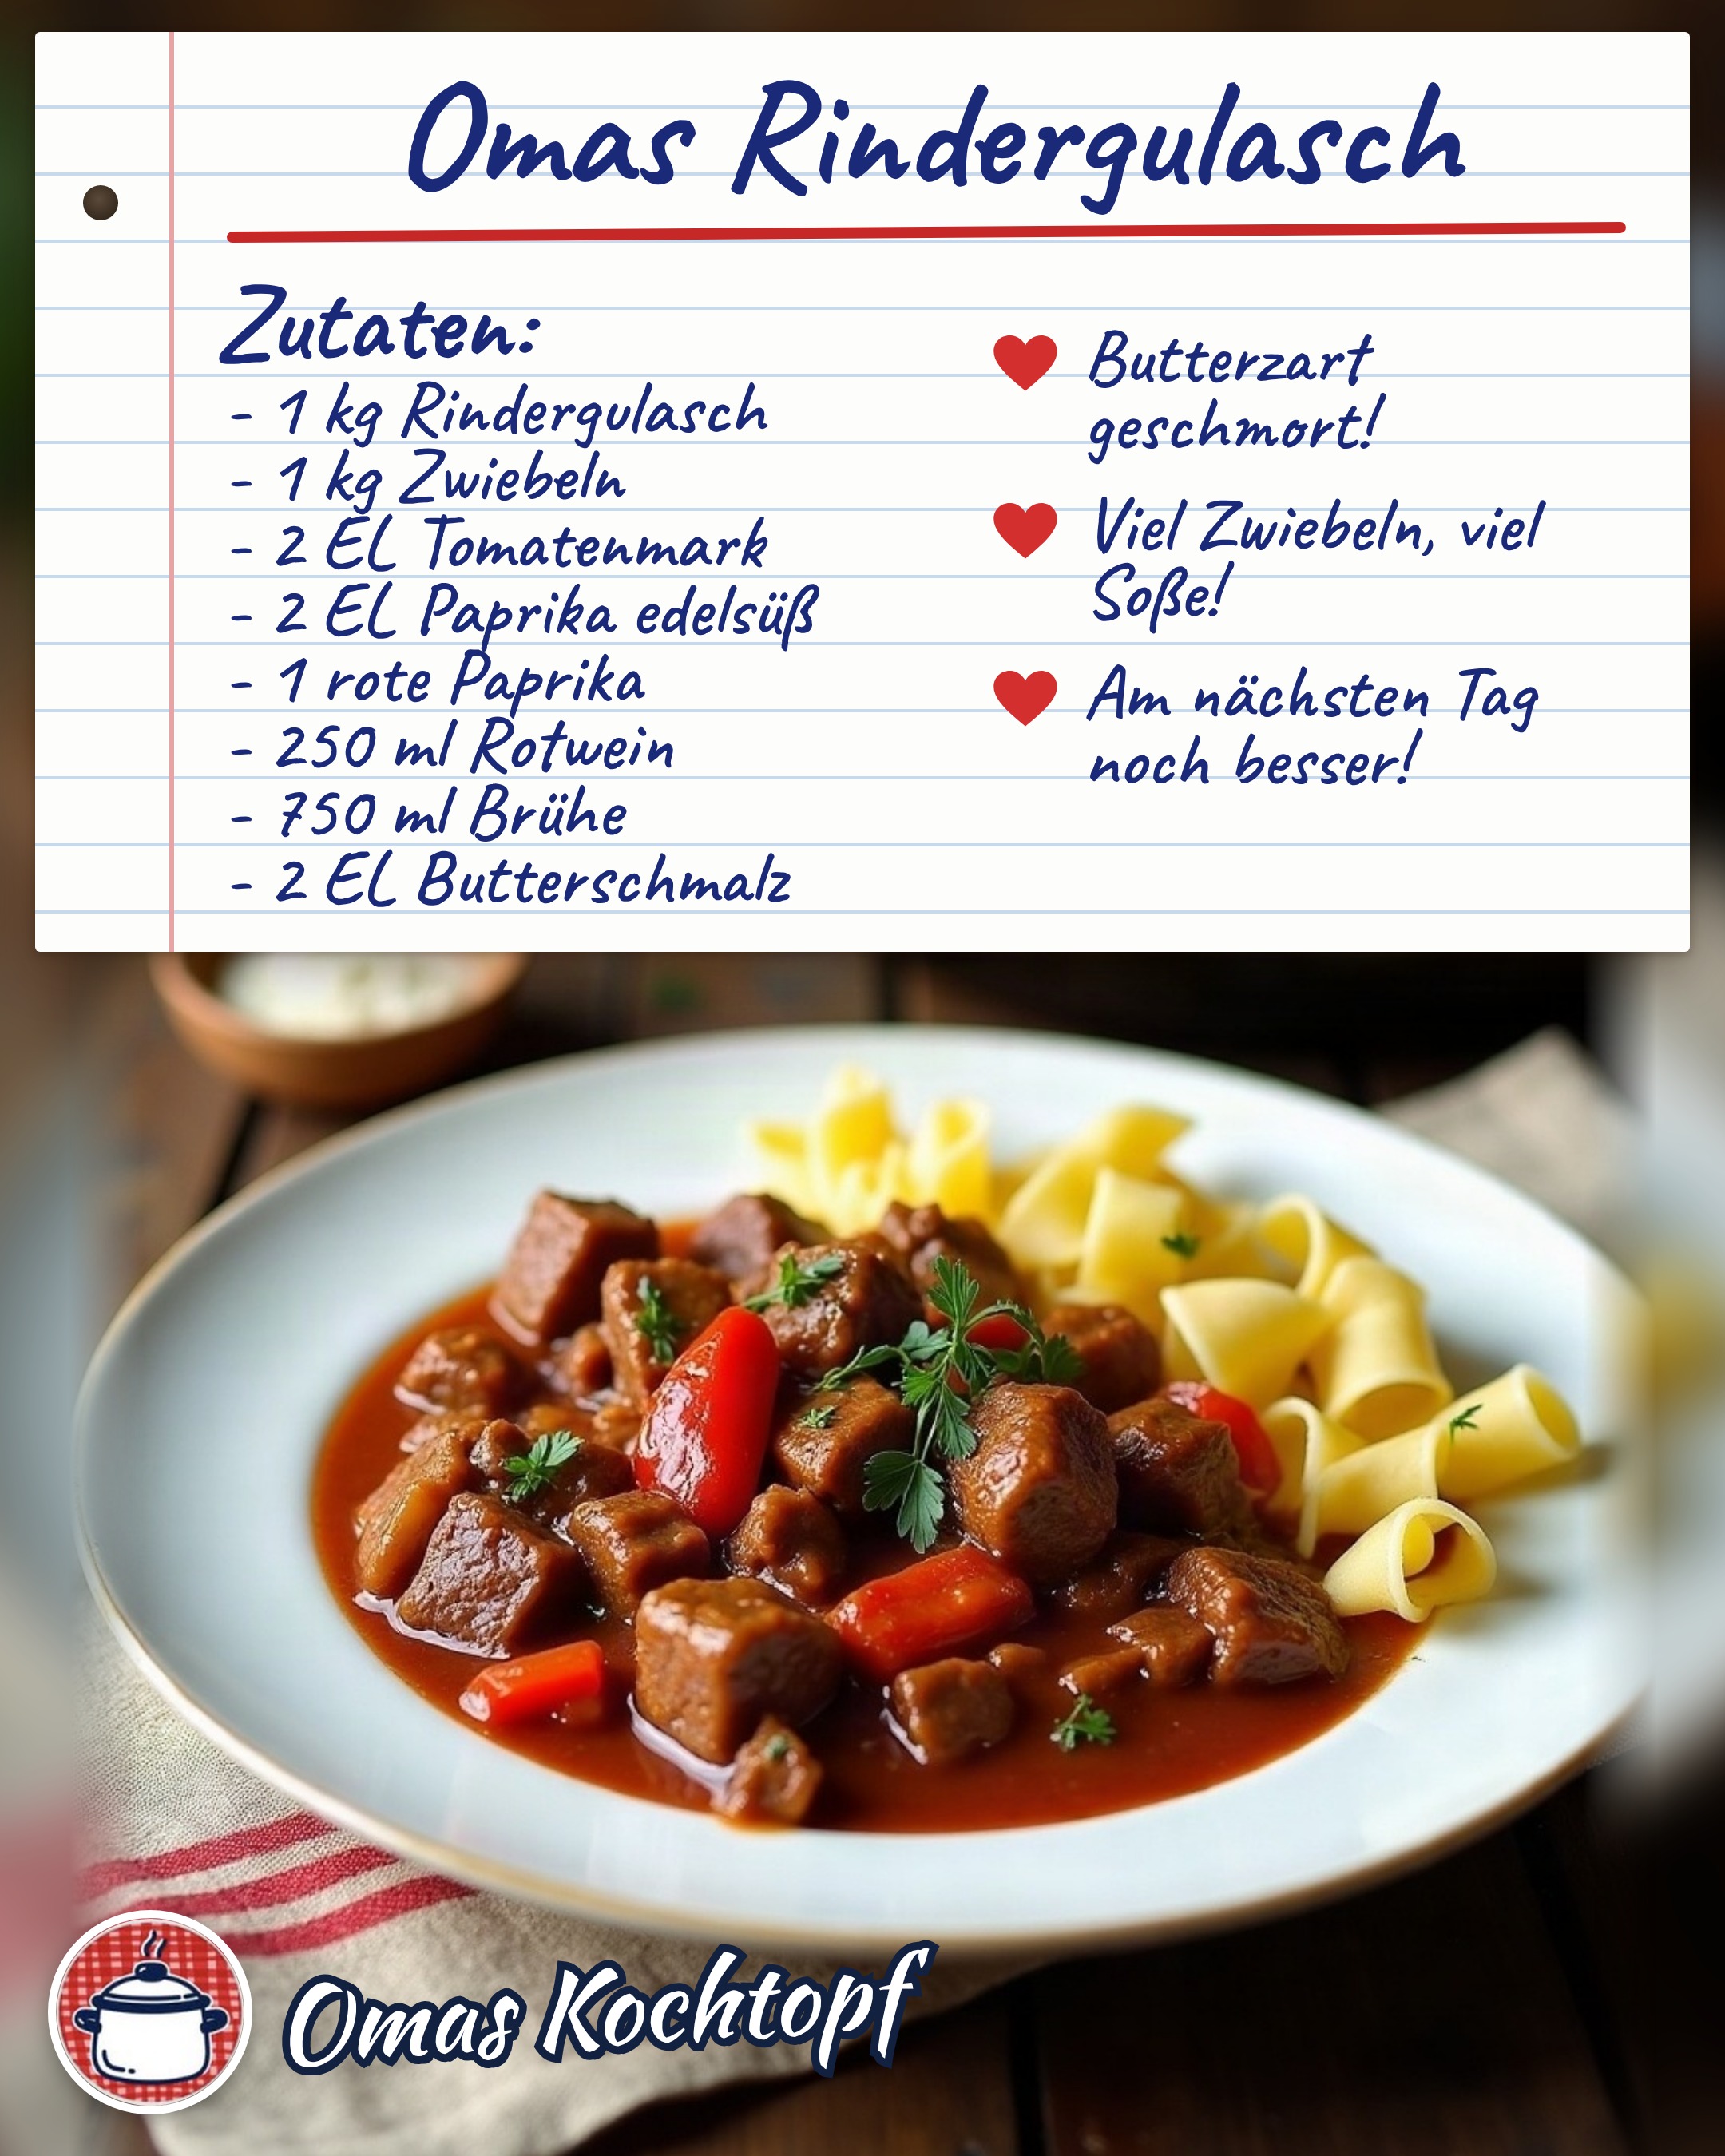 Omas Rindergulasch
Zutaten:
- 1 kg Rindergulasch
- 1 kg Zwiebeln
- 2 EL Tomatenmark
- 2 EL Paprika edelsüß
- 1 rote Paprika
- 250 ml Rotwein
- 750 ml Brühe
- 2 EL Butterschmalz
Butterzart
geschmort!
Viel Zwiebeln, viel
Soße!
Am nächsten Tag
noch besser!
Omas Kochtopf